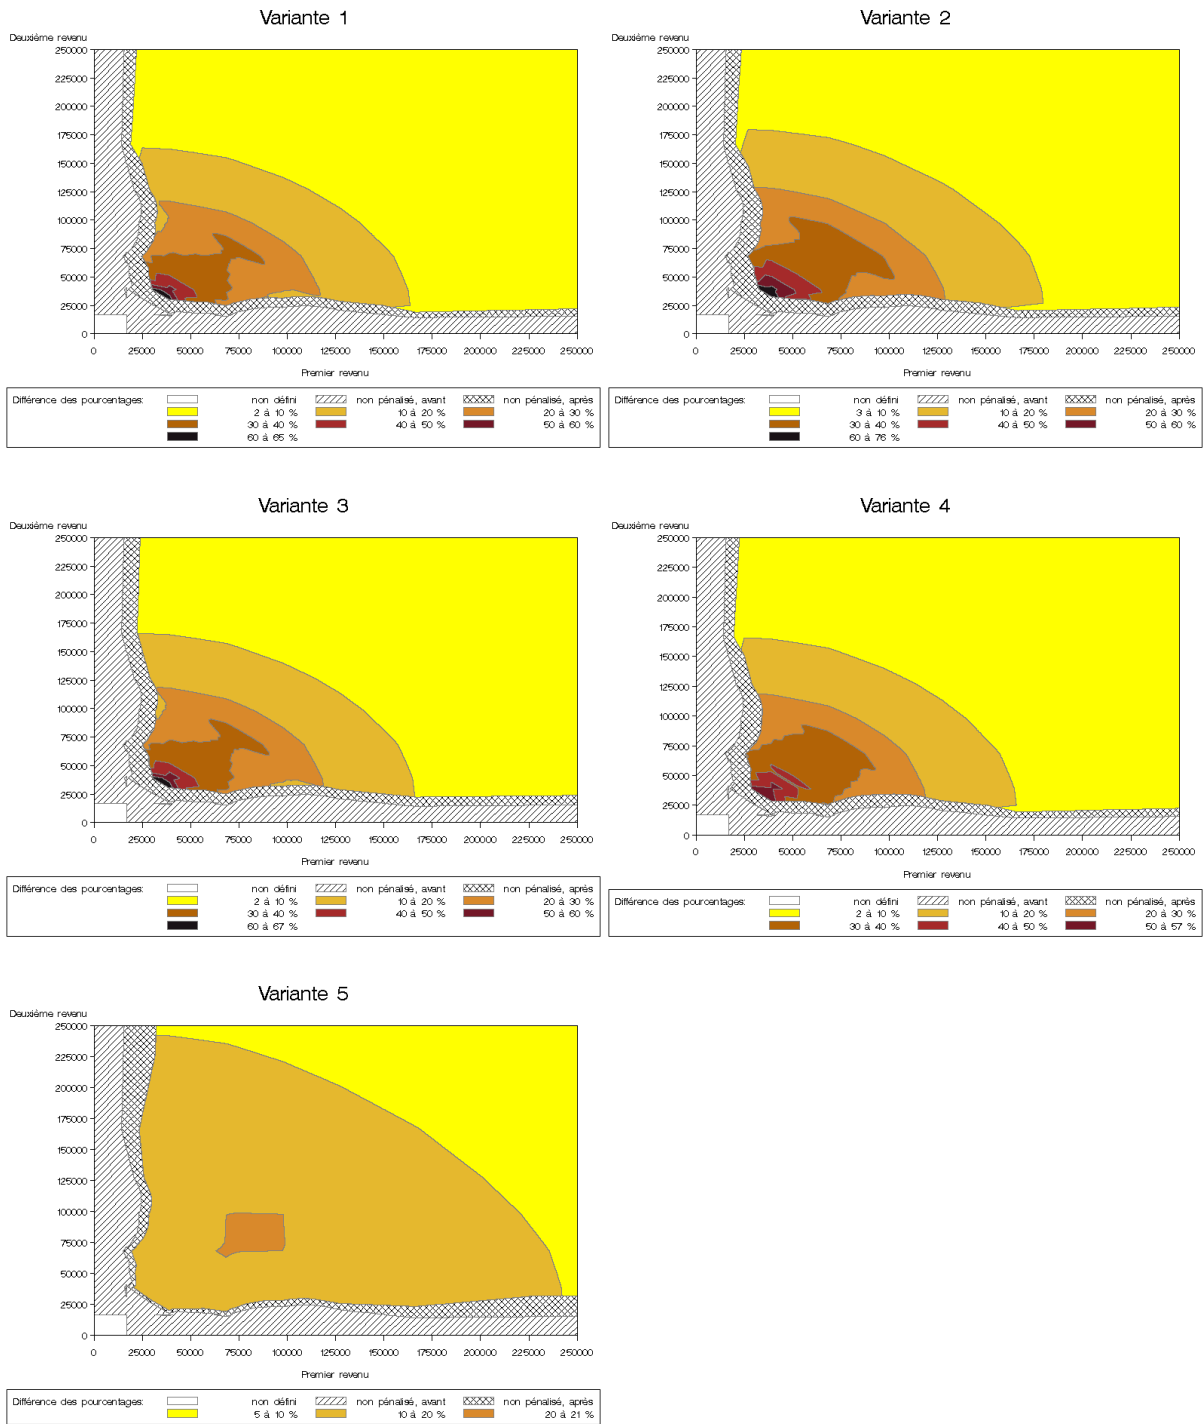 Variante 1
Deuxième revenu
250000
225000
200000
175000
150000
125000
100000
75000
50000
25000
0
0 25000 50000 75000 100000 125000 150000 175000 200000 225000 250000
Premier revenu
Différence des pourcentages: non défini non pénalisé, avant non pénalisé, après
2 à 10 % 10 à 20 % 20 à 30 %
30 à 40 % 40 à 50 % 50 à 60 %
60 à 65 %
Variante 2
Deuxième revenu
250000
225000
200000
175000
150000
125000
100000
75000
50000
25000
0
0 25000 50000 75000 100000 125000 150000 175000 200000 225000 250000
Premier revenu
Différence des pourcentages: non défini non pénalisé, avant non pénalisé, après
3 à 10 % 10 à 20 % 20 à 30 %
30 à 40 % 40 à 50 % 50 à 60 %
60 à 76 %
Variante 3
Deuxième revenu
250000
225000
200000
175000
150000
125000
100000
75000
50000
25000
0
0 25000 50000 75000 100000 125000 150000 175000 200000 225000 250000
Premier revenu
Différence des pourcentages: non défini non pénalisé, avant non pénalisé, après
2 à 10 % 10 à 20 % 20 à 30 %
30 à 40 % 40 à 50 % 50 à 60 %
60 à 67 %
Variante 4
Deuxième revenu
250000
225000
200000
175000
150000
125000
100000
75000
50000
25000
0
0 25000 50000 75000 100000 125000 150000 175000 200000 225000 250000
Premier revenu
Différence des pourcentages: non défini non pénalisé, avant non pénalisé, après
2 à 10 % 10 à 20 % 20 à 30 %
30 à 40 % 40 à 50 % 50 à 57 %
Variante 5
Deuxième revenu
250000
225000
200000
175000
150000
125000
100000
75000
50000
25000
0
0 25000 50000 75000 100000 125000 150000 175000 200000 225000 250000
Premier revenu
Différence des pourcentages: non défini non pénalisé, avant non pénalisé, après
5 à 10 % 10 à 20 % 20 à 21 %